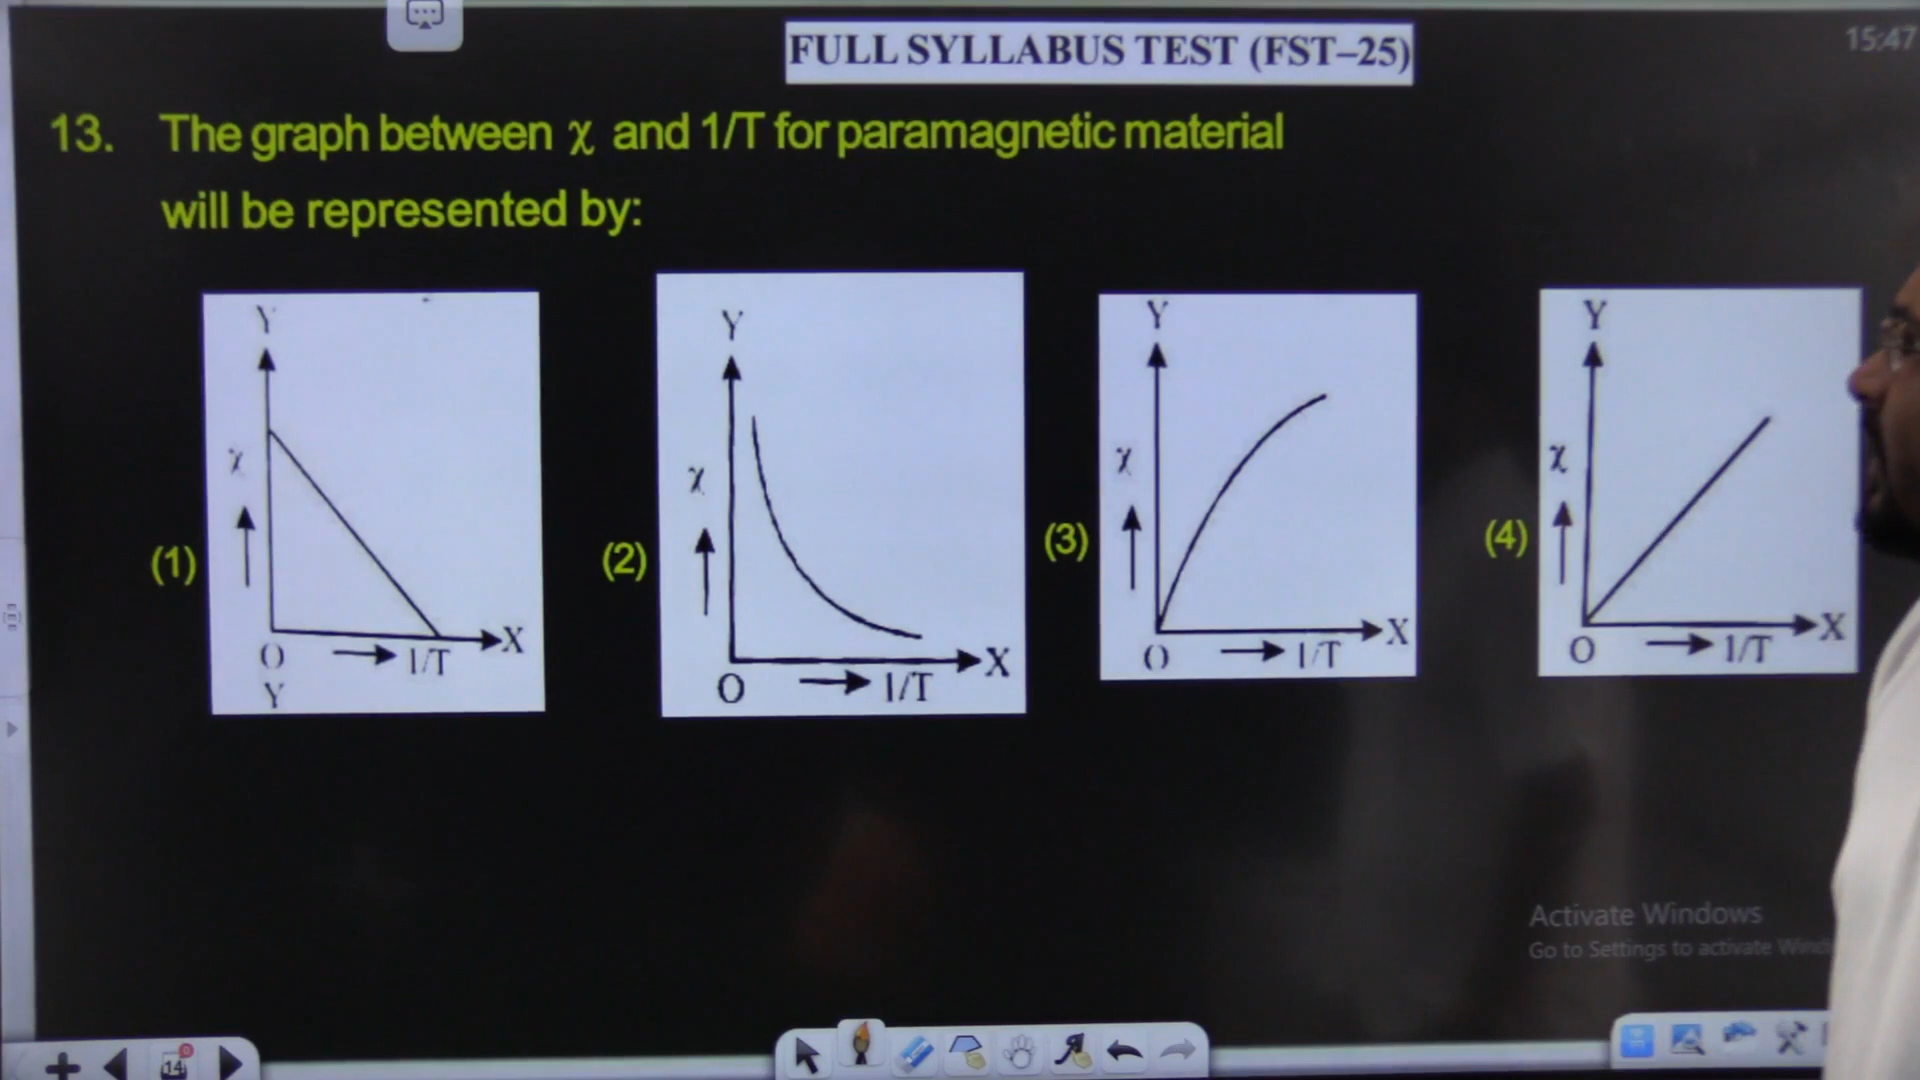 FULL SYLLABUS TEST (FST–25)
15:47
13. The graph between χ and 1/T for paramagnetic material
will be represented by:
(1)
Y
χ
O
1/T
X
Y
(2)
Y
χ
O
1/T
X
(3)
Y
χ
O
1/T
X
(4)
Y
χ
O
1/T
X
Activate Windows
Go to Settings to activate
14
0